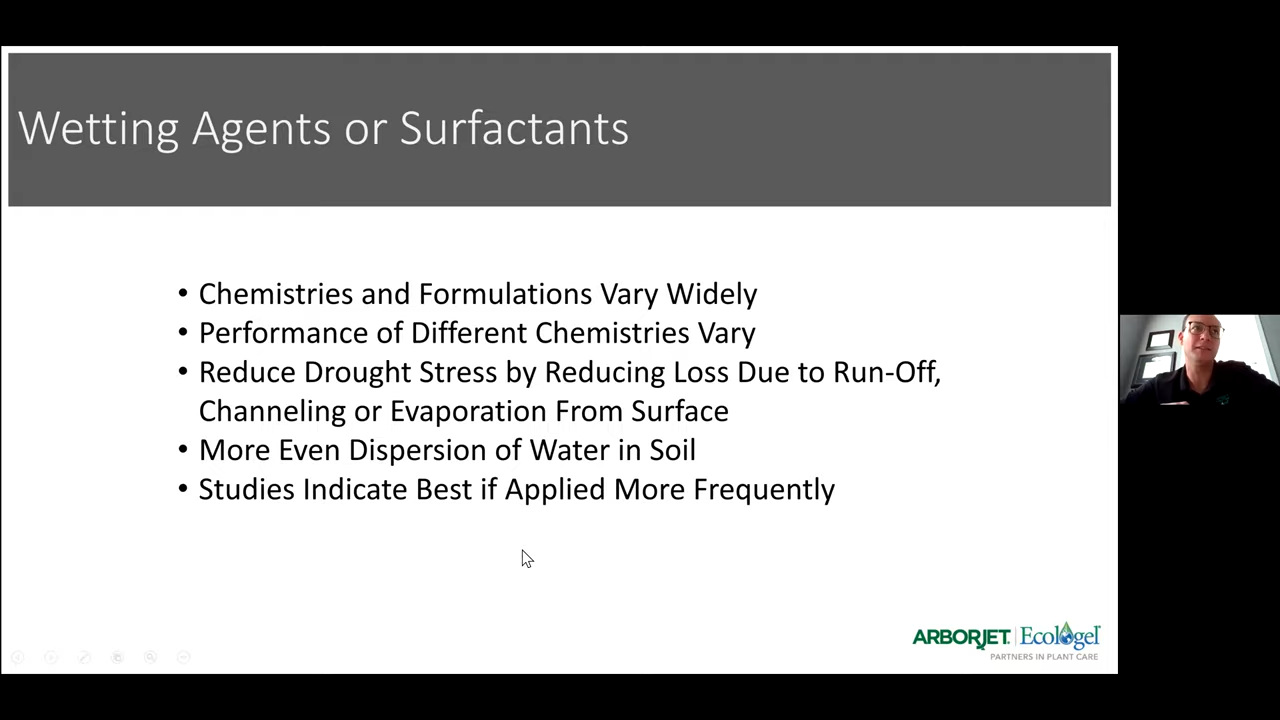 Wetting Agents or Surfactants
• Chemistries and Formulations Vary Widely
• Performance of Different Chemistries Vary
• Reduce Drought Stress by Reducing Loss Due to Run-Off,
Channeling or Evaporation From Surface
• More Even Dispersion of Water in Soil
• Studies Indicate Best if Applied More Frequently
ARBORJET | Ecologel
PARTNERS IN PLANT CARE